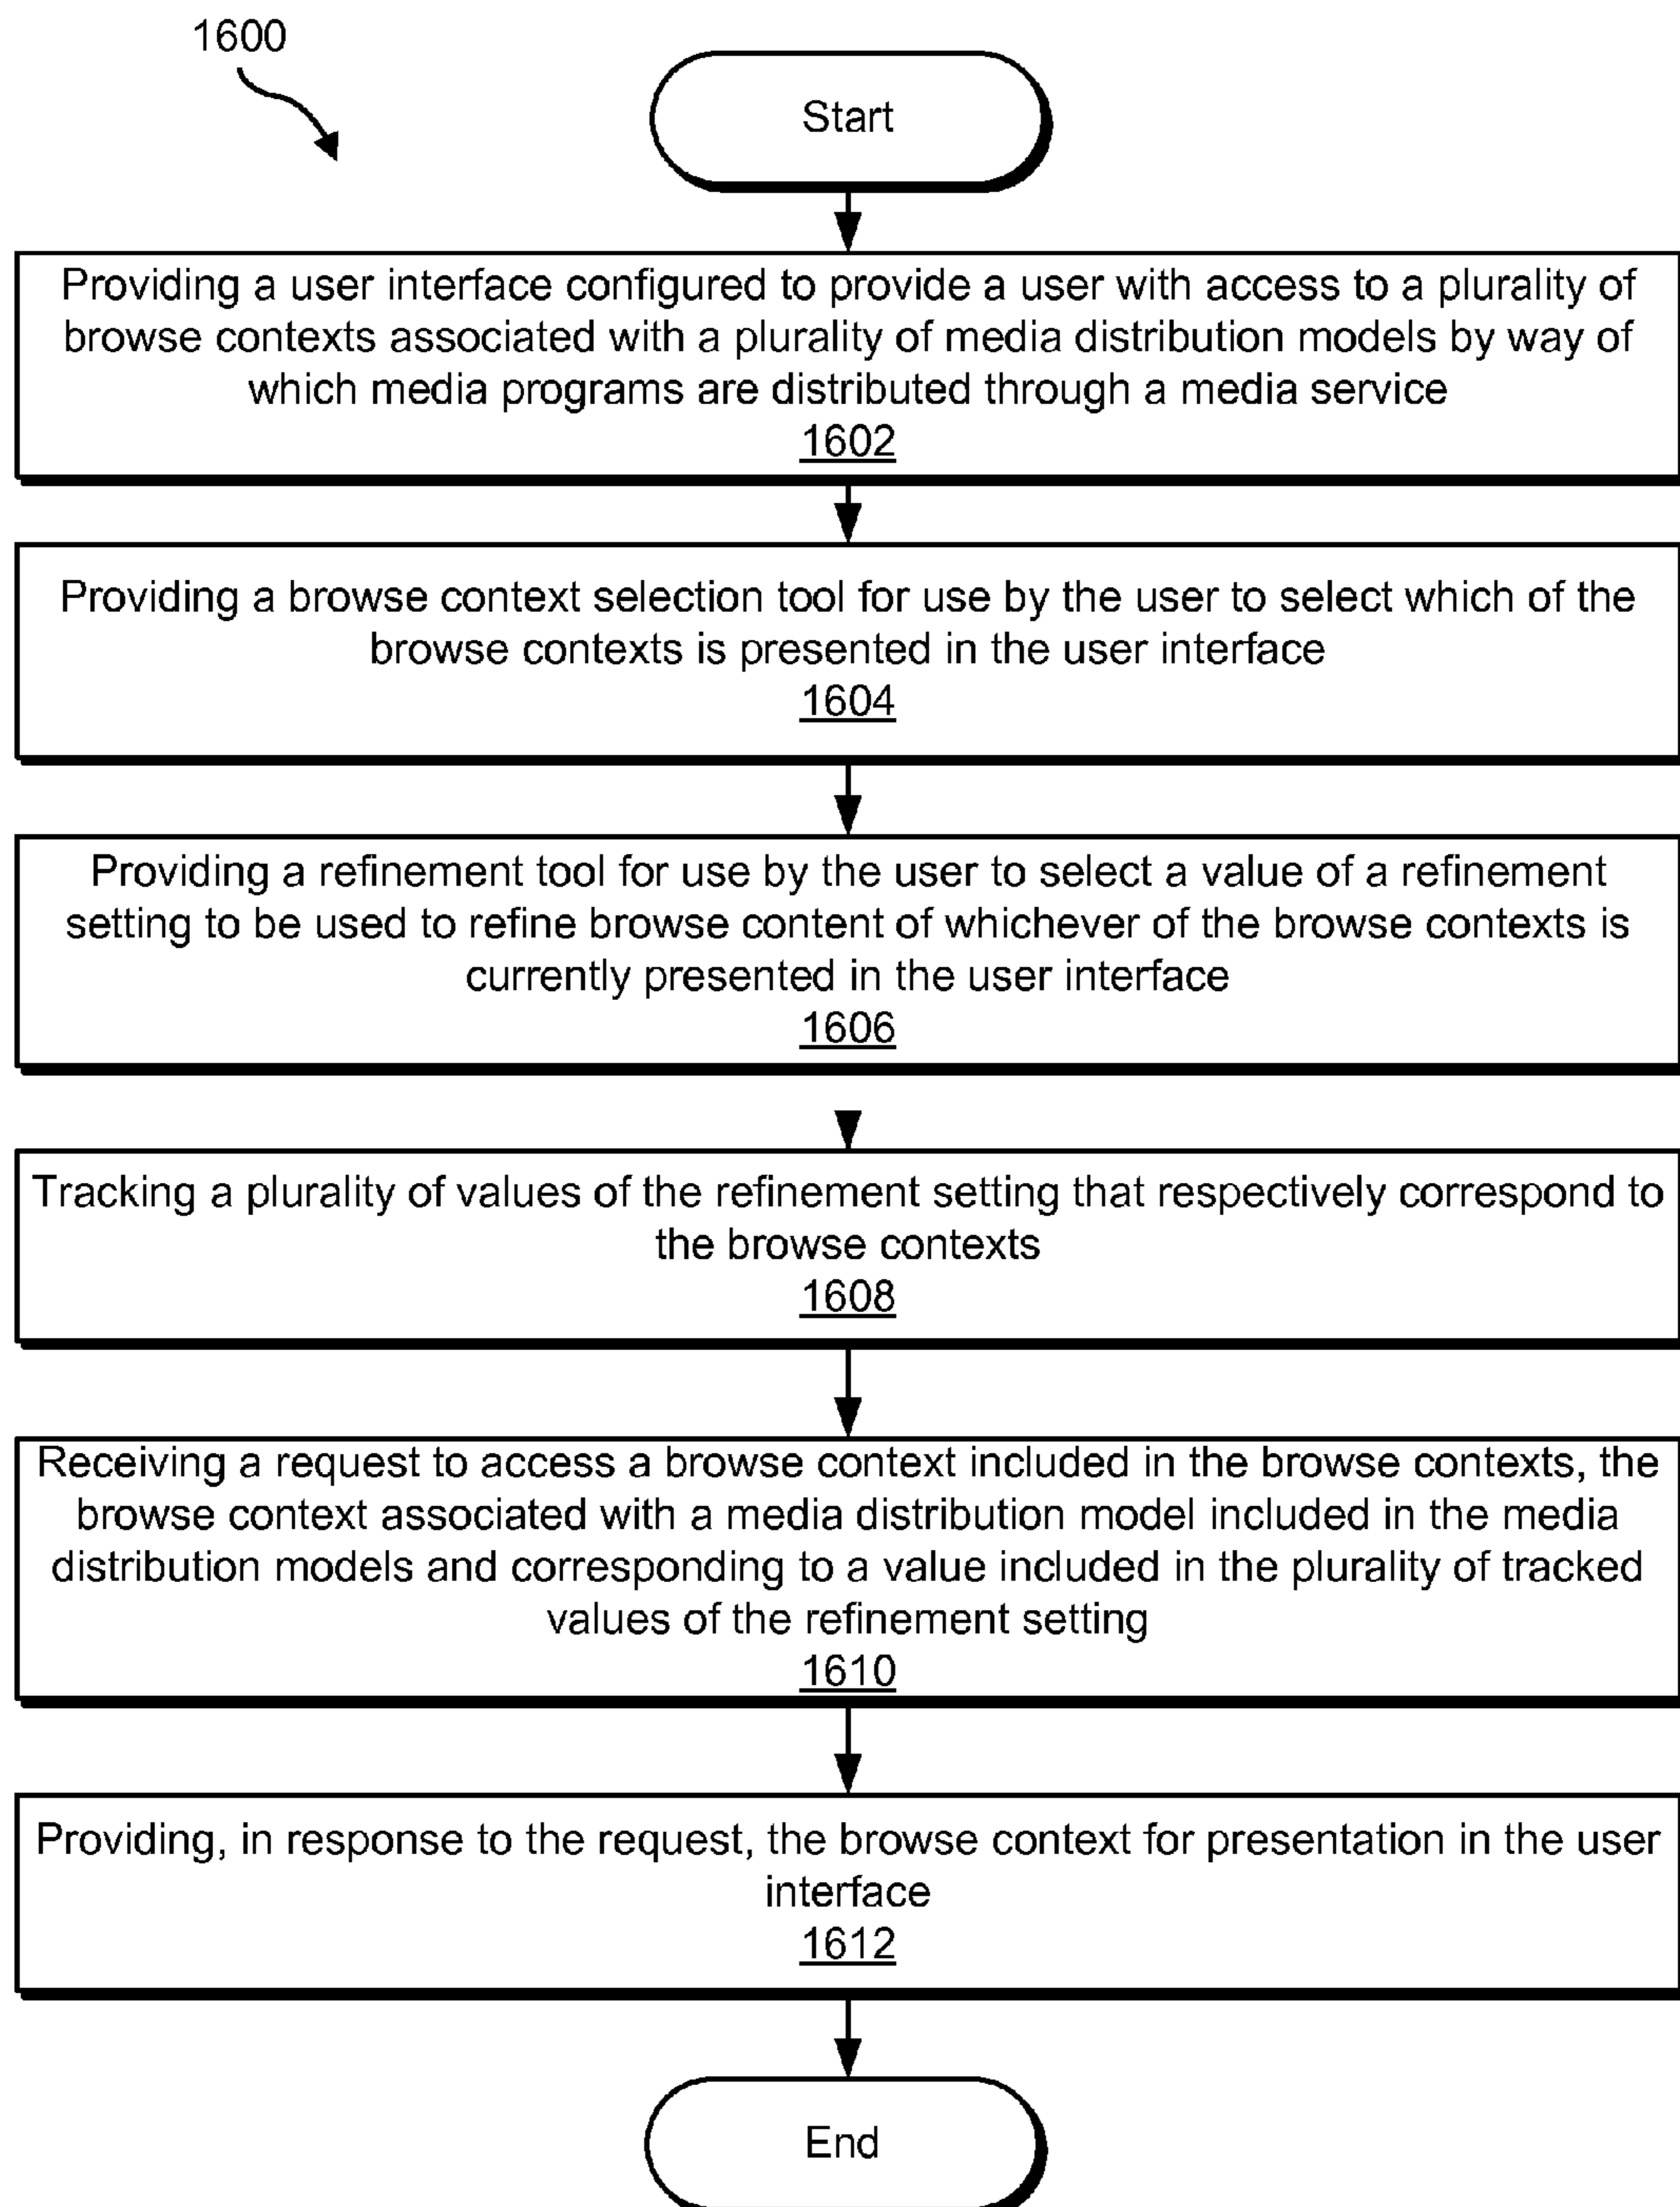 1600
Start
Providing a user interface configured to provide a user with access to a plurality of
browse contexts associated with a plurality of media distribution models by way of
which media programs are distributed through a media service
1602
Providing a browse context selection tool for use by the user to select which of the
browse contexts is presented in the user interface
1604
Providing a refinement tool for use by the user to select a value of a refinement
setting to be used to refine browse content of whichever of the browse contexts is
currently presented in the user interface
1606
Tracking a plurality of values of the refinement setting that respectively correspond to
the browse contexts
1608
Receiving a request to access a browse context included in the browse contexts, the
browse context associated with a media distribution model included in the media
distribution models and corresponding to a value included in the plurality of tracked
values of the refinement setting
1610
Providing, in response to the request, the browse context for presentation in the user
interface
1612
End